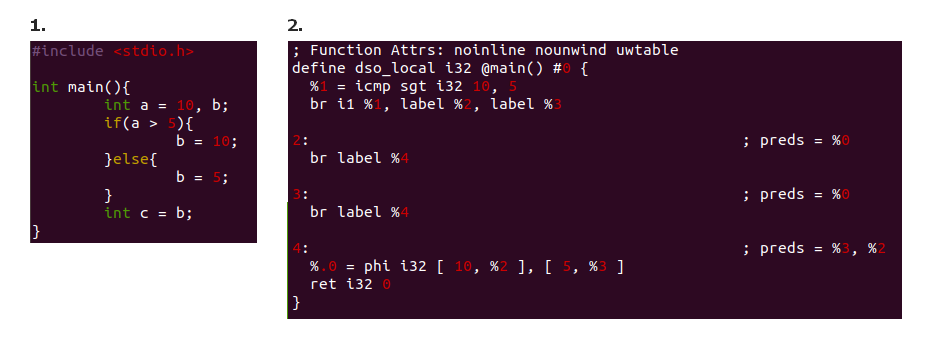 1.
#include <stdio.h>
int main(){
int a = 10, b;
if(a > 5){
b = 10;
}else{
b = 5;
}
int c = b;
}
2.
; Function Attrs: noinline nounwind uwtable
define dso_local i32 @main() #0 {
%1 = icmp sgt i32 10, 5
br i1 %1, label %2, label %3
2: ; preds = %0
br label %4
3: ; preds = %0
br label %4
4: ; preds = %3, %2
%.0 = phi i32 [ 10, %2 ], [ 5, %3 ]
ret i32 0
}